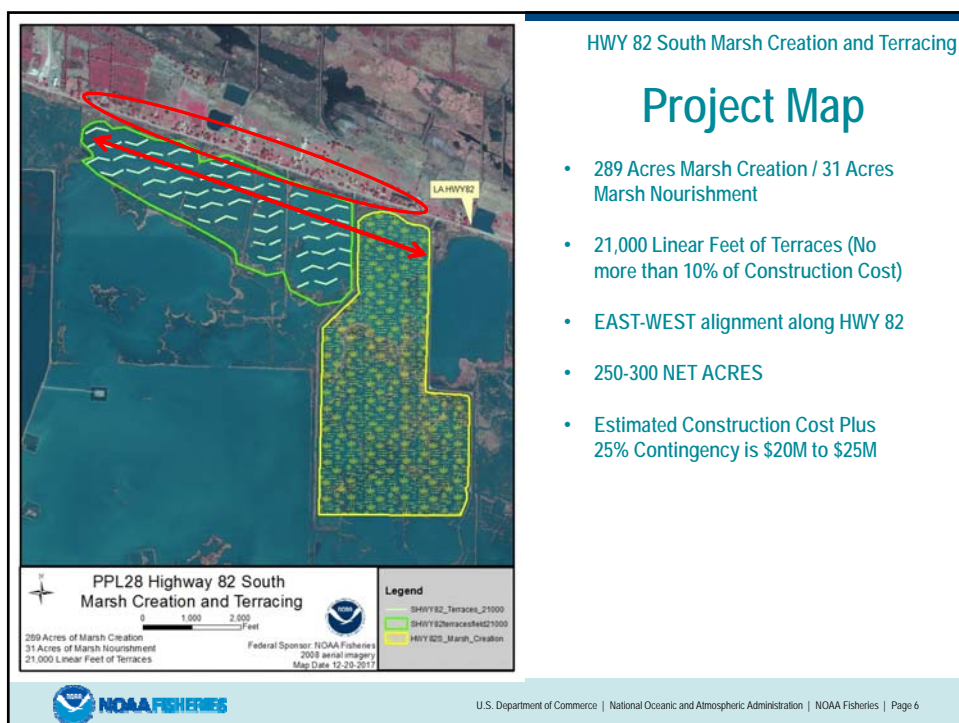 HWY 82 South Marsh Creation and Terracing
Project Map
• 289 Acres Marsh Creation / 31 Acres
Marsh Nourishment
• 21,000 Linear Feet of Terraces (No
more than 10% of Construction Cost)
• EAST-WEST alignment along HWY 82
• 250-300 NET ACRES
• Estimated Construction Cost Plus
25% Contingency is $20M to $25M
LA HWY82
PPL28 Highway 82 South
Marsh Creation and Terracing
0 1,000 2,000
Feet
289 Acres of Marsh Creation
31 Acres of Marsh Nourishment
21,000 Linear Feet of Terraces
NOAA
Federal Sponsor: NOAA Fisheries
2008 aerial imagery
Map Date 12-20-2017
Legend
SHWY82_Terraces_21000
SHWY82terracesfield21000
HWY82S_Marsh_Creation
NOAA FISHERIES
U.S. Department of Commerce | National Oceanic and Atmospheric Administration | NOAA Fisheries | Page 6